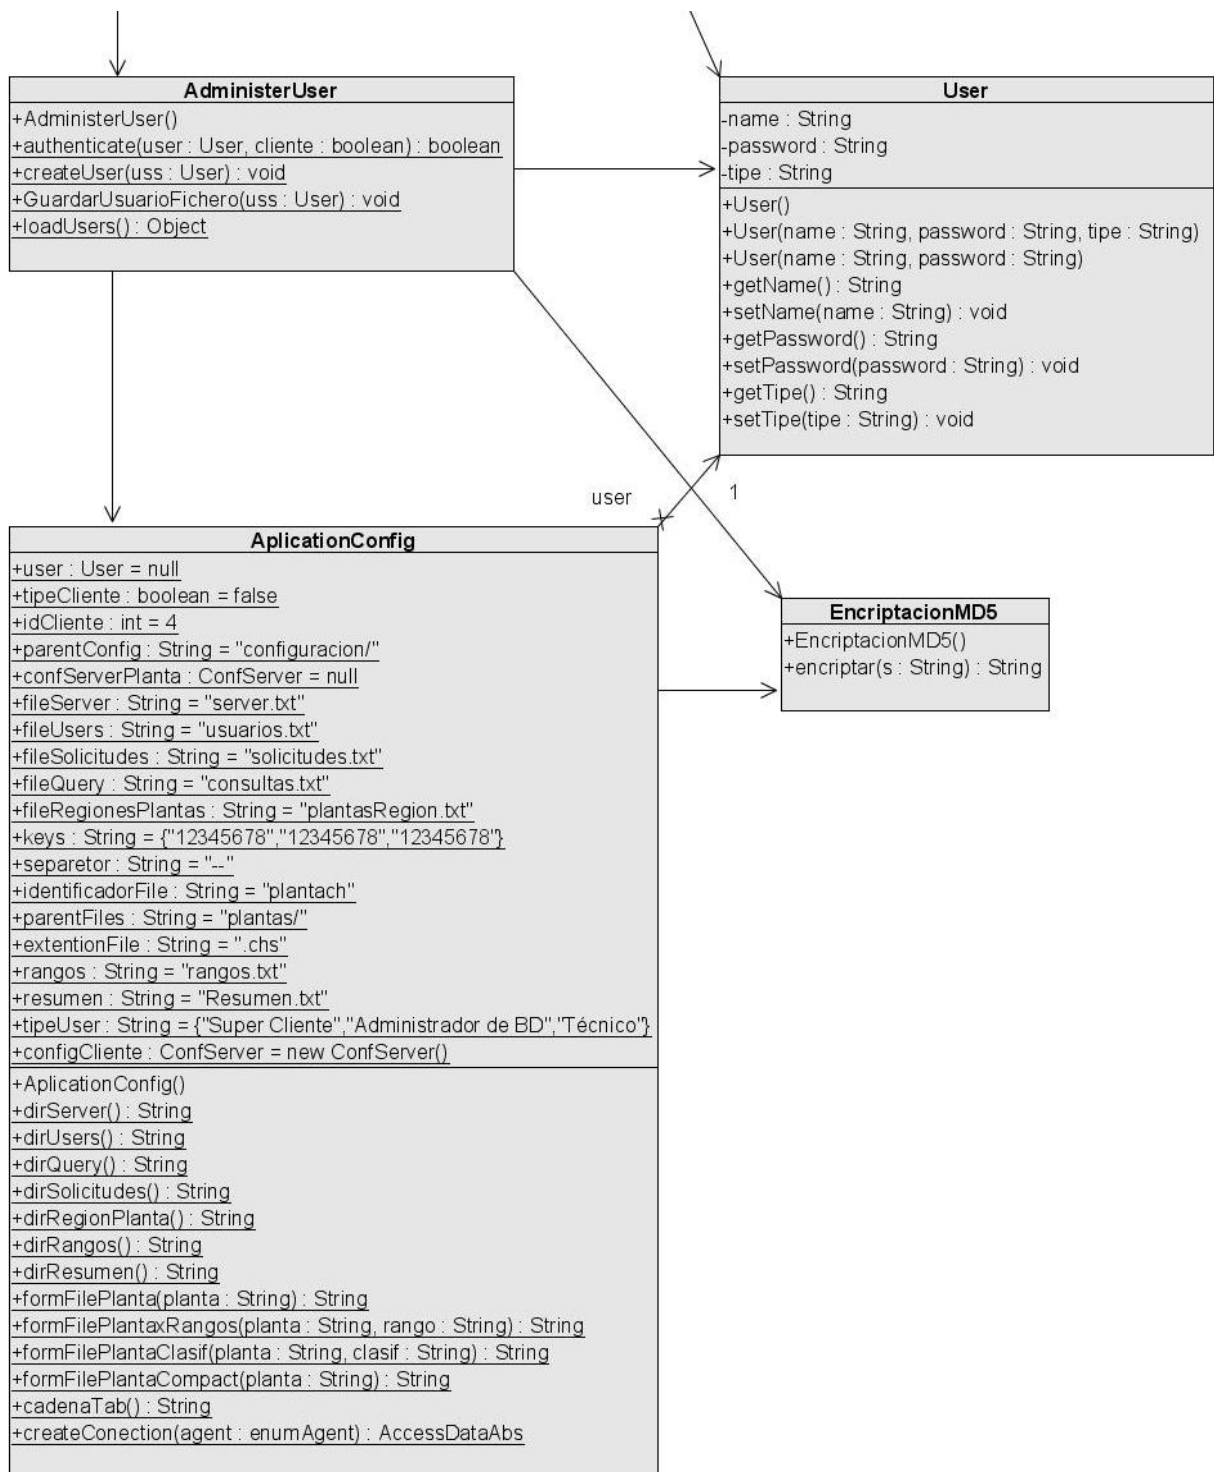 AdministerUser
+AdministerUser()
+authenticate(user : User, cliente : boolean) : boolean
+createUser(uss : User) : void
+GuardarUsuarioFichero(uss : User) : void
+loadUsers() : Object
User
-name : String
-password : String
-tipe : String
+User()
+User(name : String, password : String, tipe : String)
+User(name : String, password : String)
+getName() : String
+setName(name : String) : void
+getPassword() : String
+setPassword(password : String) : void
+getTipe() : String
+setTipe(tipe : String) : void
user
1
AplicationConfig
+user : User = null
+tipeCliente : boolean = false
+idCliente : int = 4
+parentConfig : String = "configuracion/"
+confServerPlanta : ConfServer = null
+fileServer : String = "server.txt"
+fileUsers : String = "usuarios.txt"
+fileSolicitudes : String = "solicitudes.txt"
+fileQuery : String = "consultas.txt"
+fileRegionesPlantas : String = "plantasRegion.txt"
+keys : String = {"12345678","12345678","12345678"}
+separetor : String = "--"
+identificadorFile : String = "plantach"
+parentFiles : String = "plantas/"
+extentionFile : String = ".chs"
+rangos : String = "rangos.txt"
+resumen : String = "Resumen.txt"
+tipeUser : String = {"Super Cliente","Administrador de BD","Técnico"}
+configCliente : ConfServer = new ConfServer()
+AplicationConfig()
+dirServer() : String
+dirUsers() : String
+dirQuery() : String
+dirSolicitudes() : String
+dirRegionPlanta() : String
+dirRangos() : String
+dirResumen() : String
+formFilePlanta(planta : String) : String
+formFilePlantaxRangos(planta : String, rango : String) : String
+formFilePlantaClasif(planta : String, clasif : String) : String
+formFilePlantaCompact(planta : String) : String
+cadenaTab() : String
+createConection(agent : enumAgent) : AccessDataAbs
EncriptacionMD5
+EncriptacionMD5()
+encriptar(s : String) : String